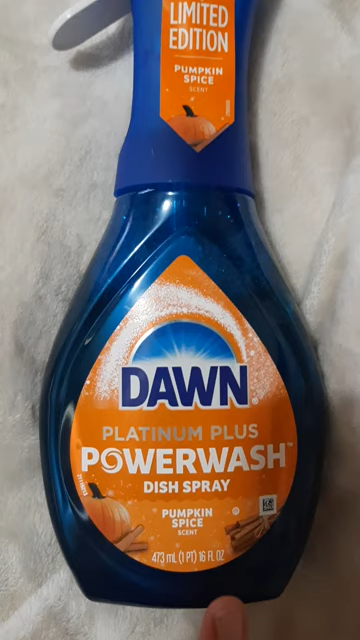 LIMITED
EDITION
PUMPKIN
SPICE
SCENT
DAWN
PLATINUM PLUS
POWERWASH™
DISH SPRAY
PUMPKIN
SPICE
SCENT
473 mL (1 PT) 16 FL OZ